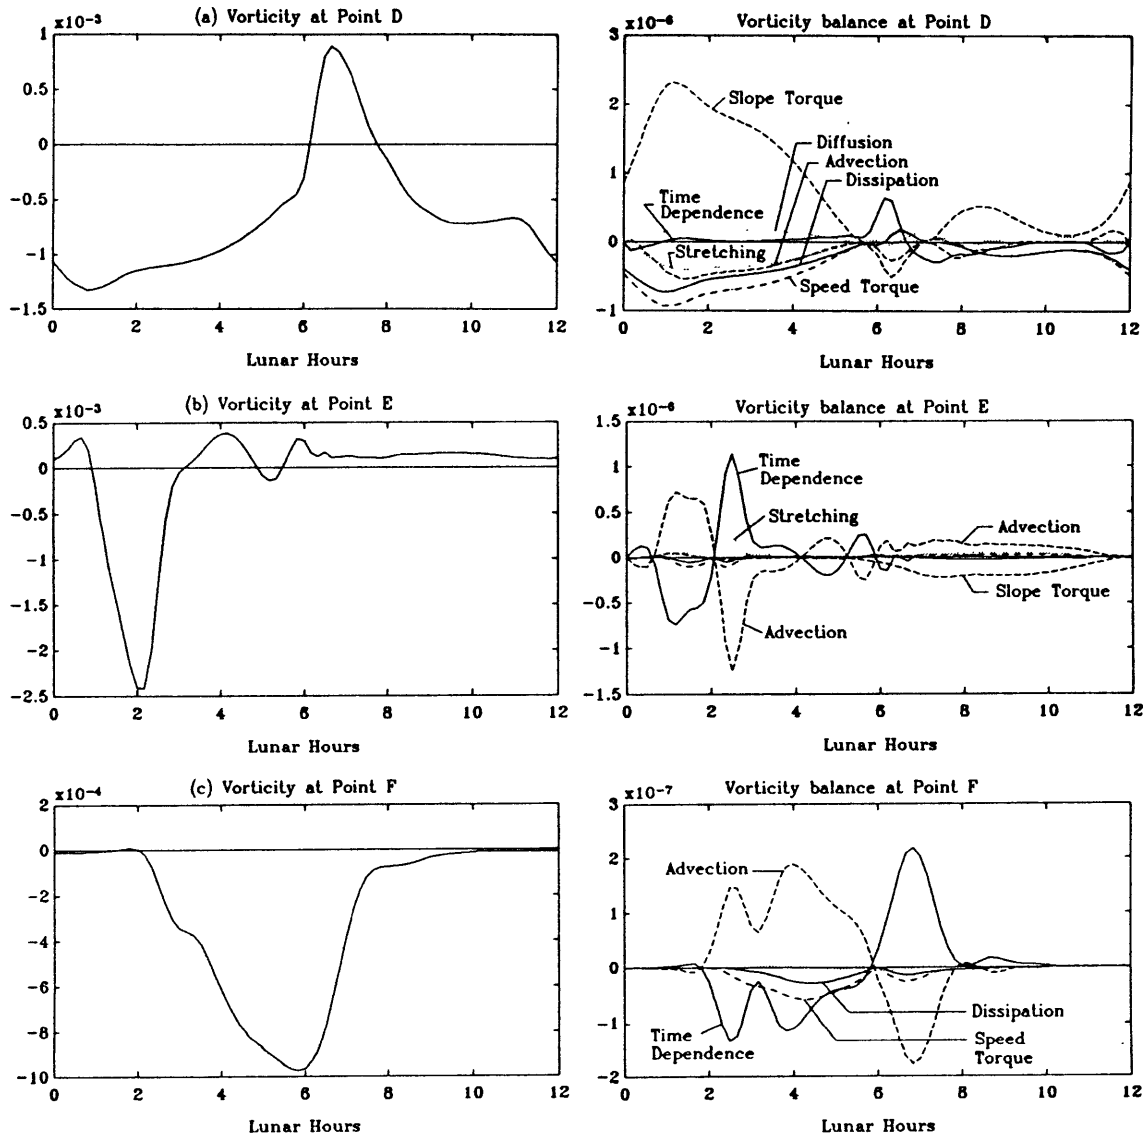 (a) Vorticity at Point D
x10⁻³
1
0.5
0
−0.5
−1
−1.5
0 2 4 6 8 10 12
Lunar Hours
Vorticity balance at Point D
x10⁻⁶
3
2
1
0
−1
Slope Torque
Diffusion
Advection
Dissipation
Time
Dependence
Stretching
Speed Torque
0 2 4 6 8 10 12
Lunar Hours
(b) Vorticity at Point E
x10⁻³
0.5
0
−0.5
−1
−1.5
−2
−2.5
0 2 4 6 8 10 12
Lunar Hours
Vorticity balance at Point E
x10⁻⁶
1.5
1
0.5
0
−0.5
−1
−1.5
Time
Dependence
Stretching
Advection
Slope Torque
Advection
0 2 4 6 8 10 12
Lunar Hours
(c) Vorticity at Point F
x10⁻⁴
2
0
−2
−4
−6
−8
−10
0 2 4 6 8 10 12
Lunar Hours
Vorticity balance at Point F
x10⁻⁷
3
2
1
0
−1
−2
Advection
Dissipation
Time
Dependence
Speed
Torque
0 2 4 6 8 10 12
Lunar Hours